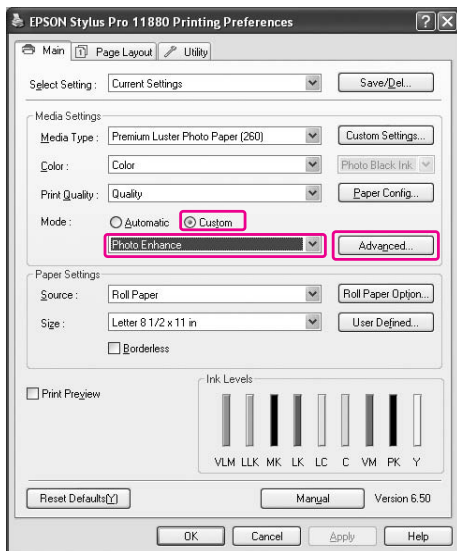 EPSON Stylus Pro 11880 Printing Preferences
Main Page Layout Utility
Select Setting : Current Settings Save/Del...
Media Settings
Media Type : Premium Luster Photo Paper (260) Custom Settings...
Color : Color Photo Black Ink
Print Quality : Quality Paper Config...
Mode : Automatic Custom
Photo Enhance Advanced...
Paper Settings
Source : Roll Paper Roll Paper Option...
Size : Letter 8 1/2 x 11 in User Defined...
Borderless
Print Preview
Ink Levels
VLM LLK MK LK LC C VM PK Y
Reset Defaults(Y) Manual Version 6.50
OK Cancel Apply Help